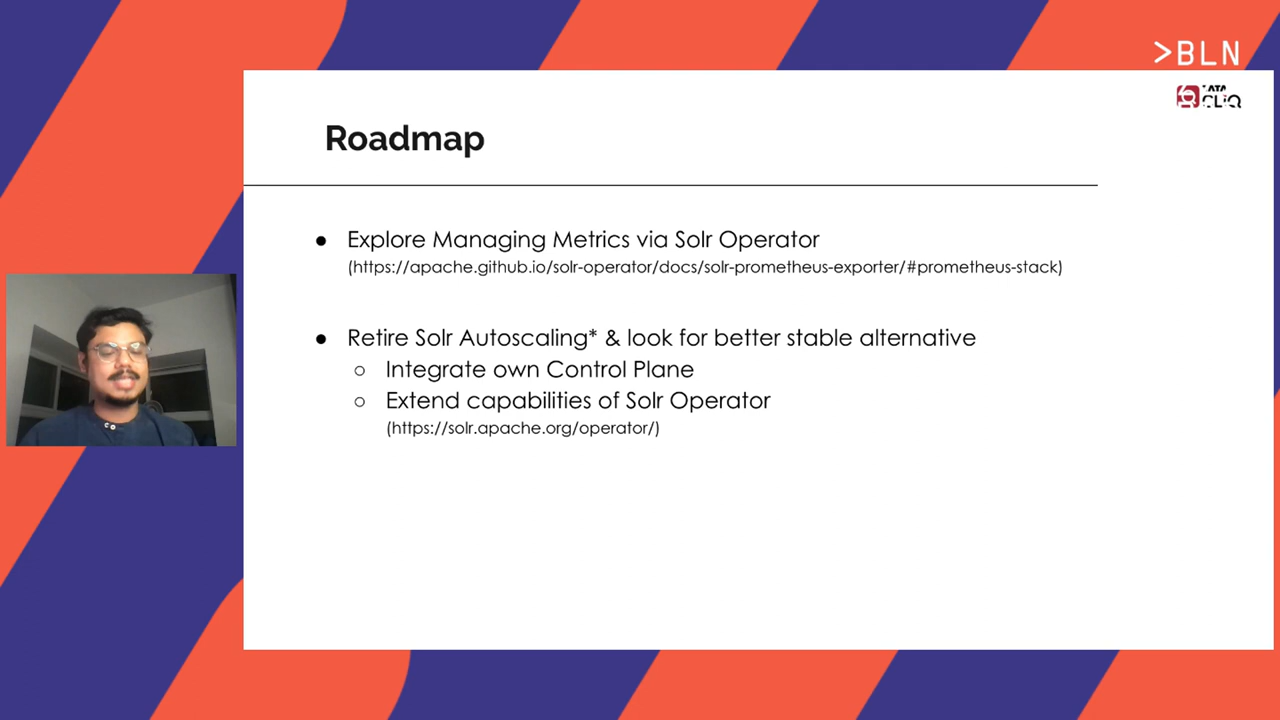 >BLN
CLiQ
Roadmap
● Explore Managing Metrics via Solr Operator
(https://apache.github.io/solr-operator/docs/solr-prometheus-exporter/#prometheus-stack)
● Retire Solr Autoscaling* & look for better stable alternative
○ Integrate own Control Plane
○ Extend capabilities of Solr Operator
(https://solr.apache.org/operator/)